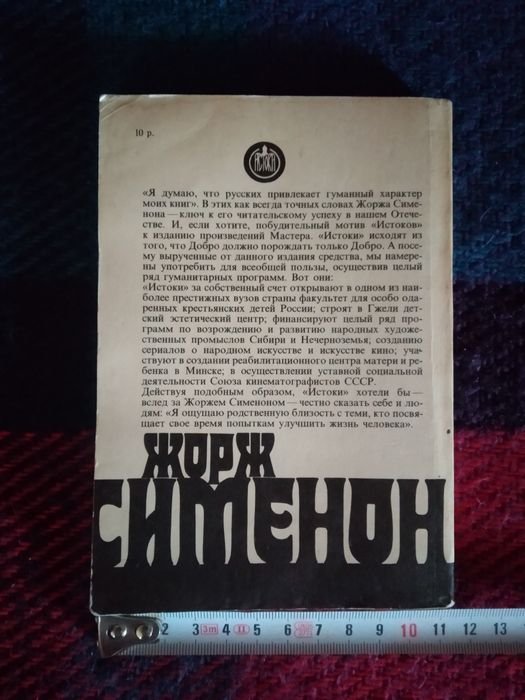 10 р.
ИСТОКИ
«Я думаю, что русских привлекает гуманный характер
моих книг». В этих как всегда точных словах Жоржа Симе-
нона — ключ к его читательскому успеху в нашем Отече-
стве. И, если хотите, побудительный мотив «Истоков»
к изданию произведений Мастера. «Истоки» исходят из
того, что Добро должно порождать только Добро. А посе-
му вырученные от данного издания средства, мы намере-
ны употребить для всеобщей пользы, осуществив целый
ряд гуманитарных программ. Вот они:
«Истоки» за собственный счет открывают в одном из наи-
более престижных вузов страны факультет для особо ода-
ренных крестьянских детей России; строят в Гжели дет-
ский эстетический центр; финансируют целый ряд про-
грамм по возрождению и развитию народных художе-
ственных промыслов Сибири и Нечерноземья; созданию
сериалов о народном искусстве и искусстве кино; уча-
ствуют в создании реабилитационного центра матери и ре-
бенка в Минске; в осуществлении уставной социальной
деятельности Союза кинематографистов СССР.
Действуя подобным образом, «Истоки» хотели бы —
вслед за Жоржем Сименоном — честно сказать себе и лю-
дям: «Я ощущаю родственную близость с теми, кто посвя-
щает свое время попыткам улучшить жизнь человека».
ЖОРЖ
СИМЕНОН
2 3 3m 4 5 6 7 8 9 10 11 12 13